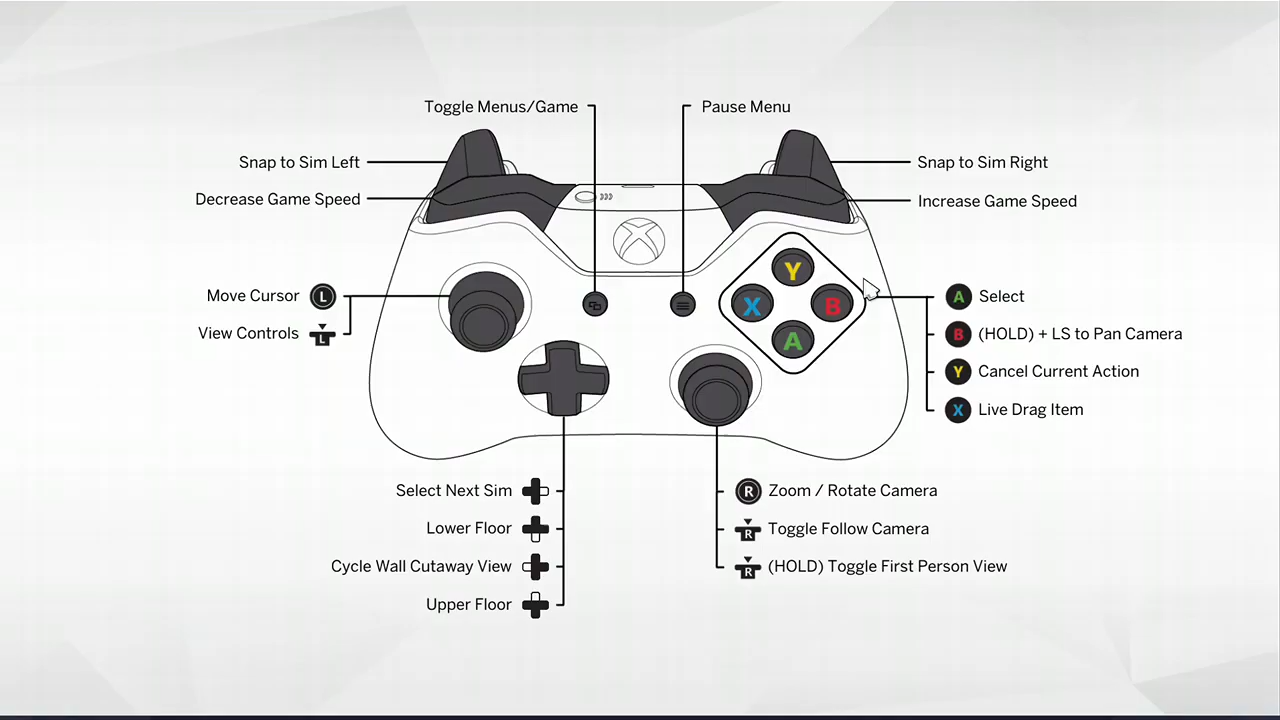 Toggle Menus/Game
Pause Menu
Snap to Sim Left
Snap to Sim Right
Decrease Game Speed
Increase Game Speed
Y
X
B
A
Move Cursor L
View Controls L
A Select
B (HOLD) + LS to Pan Camera
Y Cancel Current Action
X Live Drag Item
Select Next Sim
Lower Floor
Cycle Wall Cutaway View
Upper Floor
R Zoom / Rotate Camera
R Toggle Follow Camera
R (HOLD) Toggle First Person View